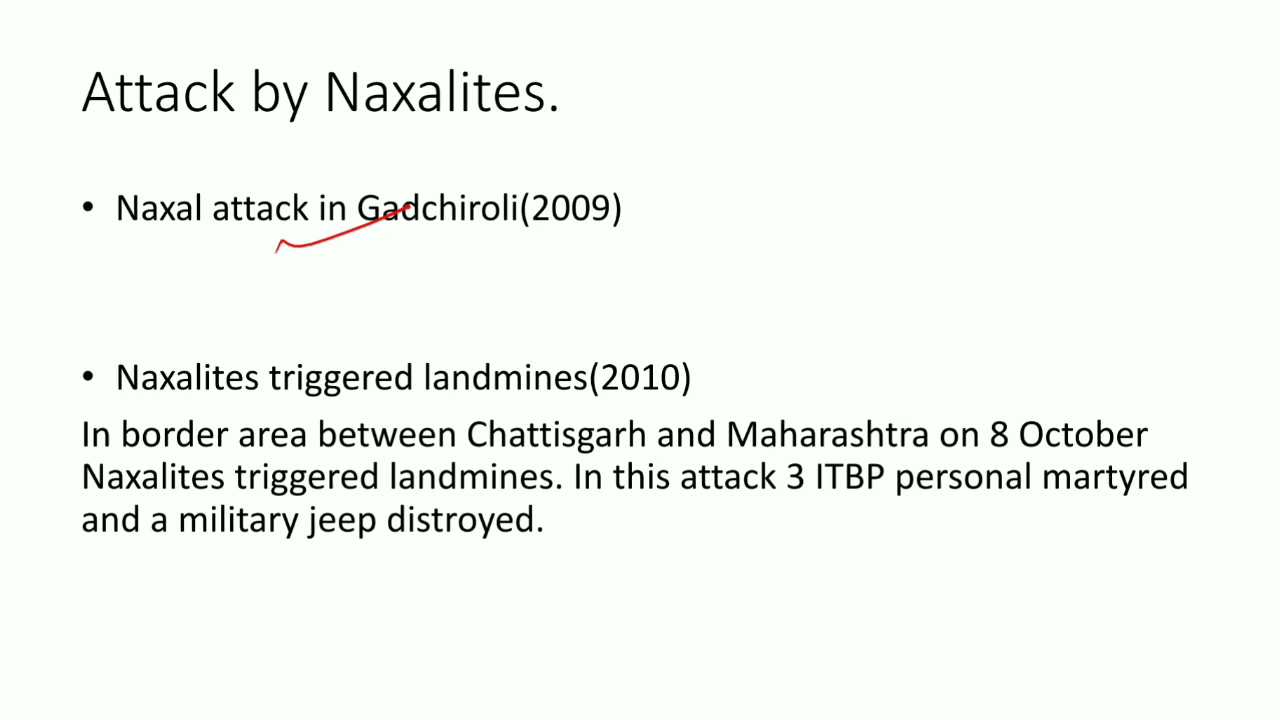 Attack by Naxalites.
• Naxal attack in Gadchiroli(2009)
• Naxalites triggered landmines(2010)
In border area between Chattisgarh and Maharashtra on 8 October
Naxalites triggered landmines. In this attack 3 ITBP personal martyred
and a military jeep distroyed.